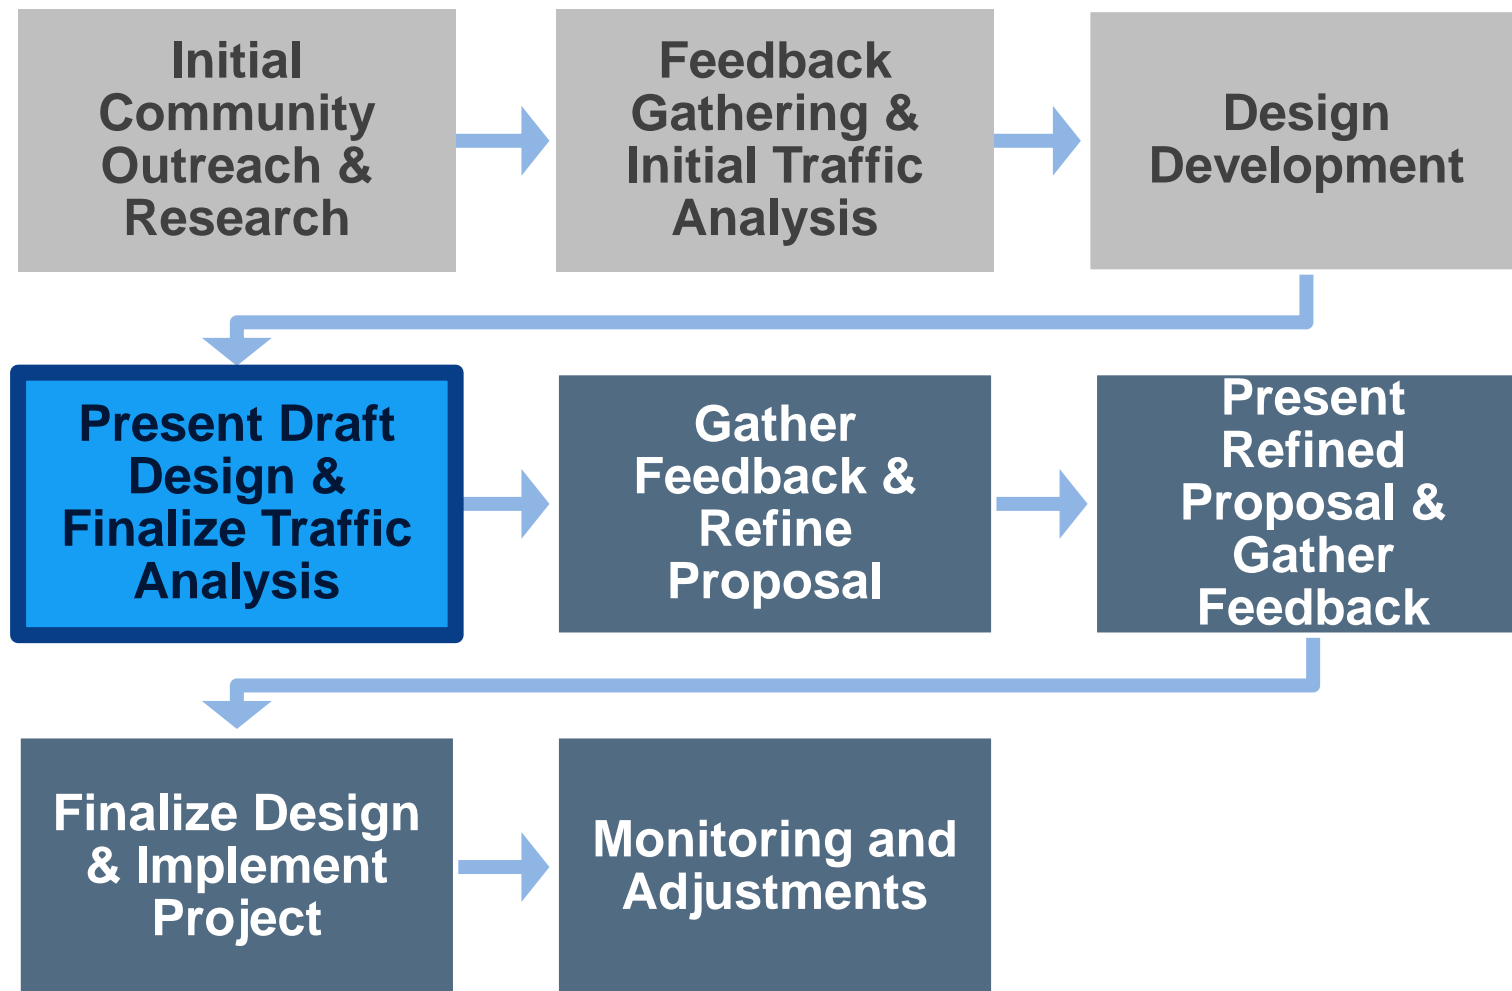 Initial
Community
Outreach &
Research
Feedback
Gathering &
Initial Traffic
Analysis
Design
Development
Present Draft
Design &
Finalize Traffic
Analysis
Gather
Feedback &
Refine
Proposal
Present
Refined
Proposal &
Gather
Feedback
Finalize Design
& Implement
Project
Monitoring and
Adjustments